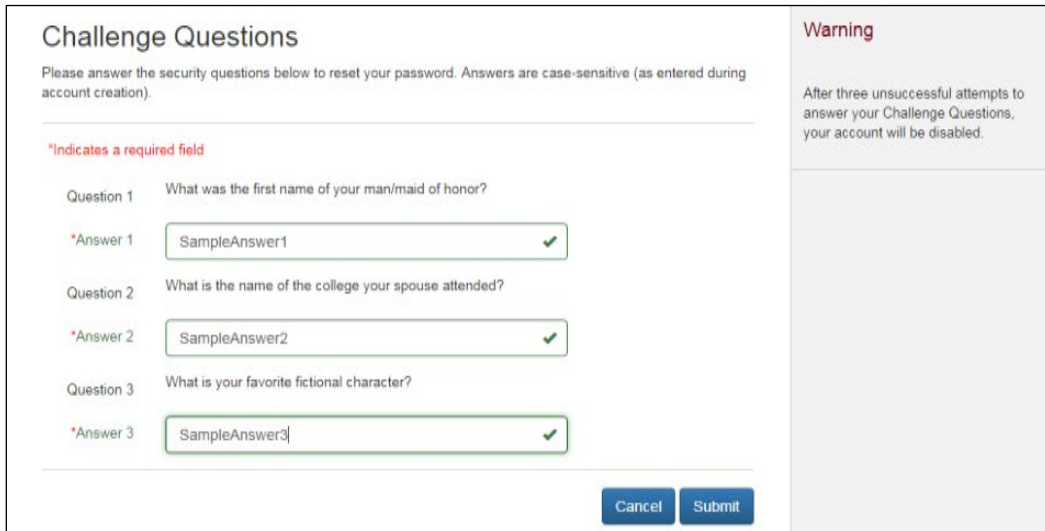 Challenge Questions
Please answer the security questions below to reset your password. Answers are case-sensitive (as entered during
account creation).
*Indicates a required field
Question 1 What was the first name of your man/maid of honor?
*Answer 1 SampleAnswer1
Question 2 What is the name of the college your spouse attended?
*Answer 2 SampleAnswer2
Question 3 What is your favorite fictional character?
*Answer 3 SampleAnswer3
Cancel Submit
Warning
After three unsuccessful attempts to
answer your Challenge Questions,
your account will be disabled.